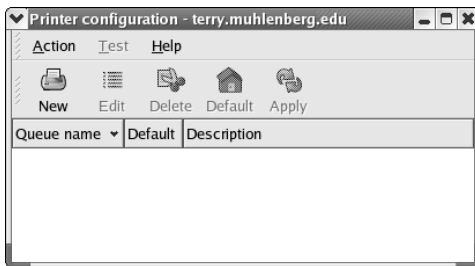 Printer configuration - terry.muhlenberg.edu
Action Test Help
New Edit Delete Default Apply
Queue name Default Description